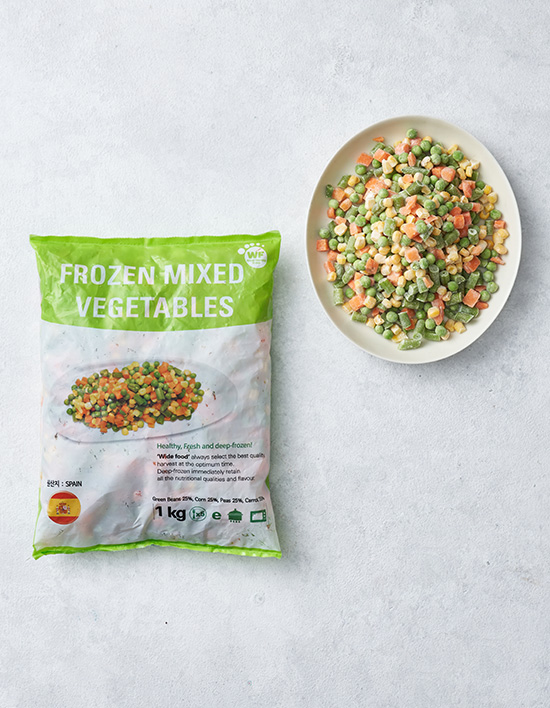 FROZEN MIXED
VEGETABLES
WF
Healthy, Fresh and deep-frozen!
'Wide food' always select the best quality
harvest at the optimum time.
Deep-frozen immediately retain
all the nutritional qualities and flavour.
원산지 : SPAIN
Green Beans 25%, Corn 25%, Peas 25%, Carrot
1 kg
e